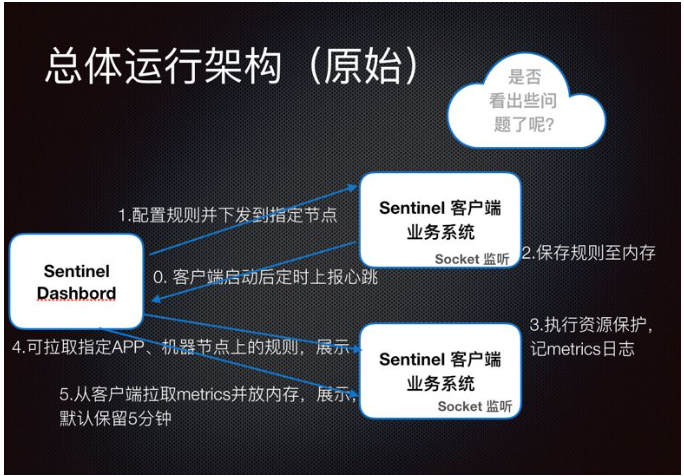 总体运行架构（原始）
是否
看出些问
题了呢?
1.配置规则并下发到指定节点
Sentinel 客户端
业务系统
Socket 监听
2.保存规则至内存
Sentinel
Dashbord
0. 客户端启动后定时上报心跳
3.执行资源保护，
记metrics日志
4.可拉取指定APP、机器节点上的规则，展示
Sentinel 客户端
业务系统
Socket 监听
5.从客户端拉取metrics并放内存，展示，
默认保留5分钟